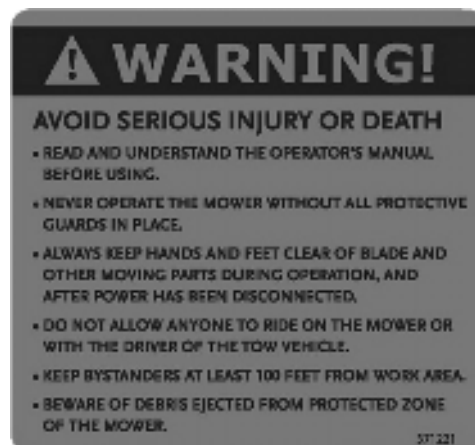 WARNING!
AVOID SERIOUS INJURY OR DEATH
• READ AND UNDERSTAND THE OPERATOR'S MANUAL
BEFORE USING.
• NEVER OPERATE THE MOWER WITHOUT ALL PROTECTIVE
GUARDS IN PLACE.
• ALWAYS KEEP HANDS AND FEET CLEAR OF BLADE AND
OTHER MOVING PARTS DURING OPERATION, AND
AFTER POWER HAS BEEN DISCONNECTED.
• DO NOT ALLOW ANYONE TO RIDE ON THE MOWER OR
WITH THE DRIVER OF THE TOW VEHICLE.
• KEEP BYSTANDERS AT LEAST 100 FEET FROM WORK AREA.
• BEWARE OF DEBRIS EJECTED FROM PROTECTED ZONE
OF THE MOWER.